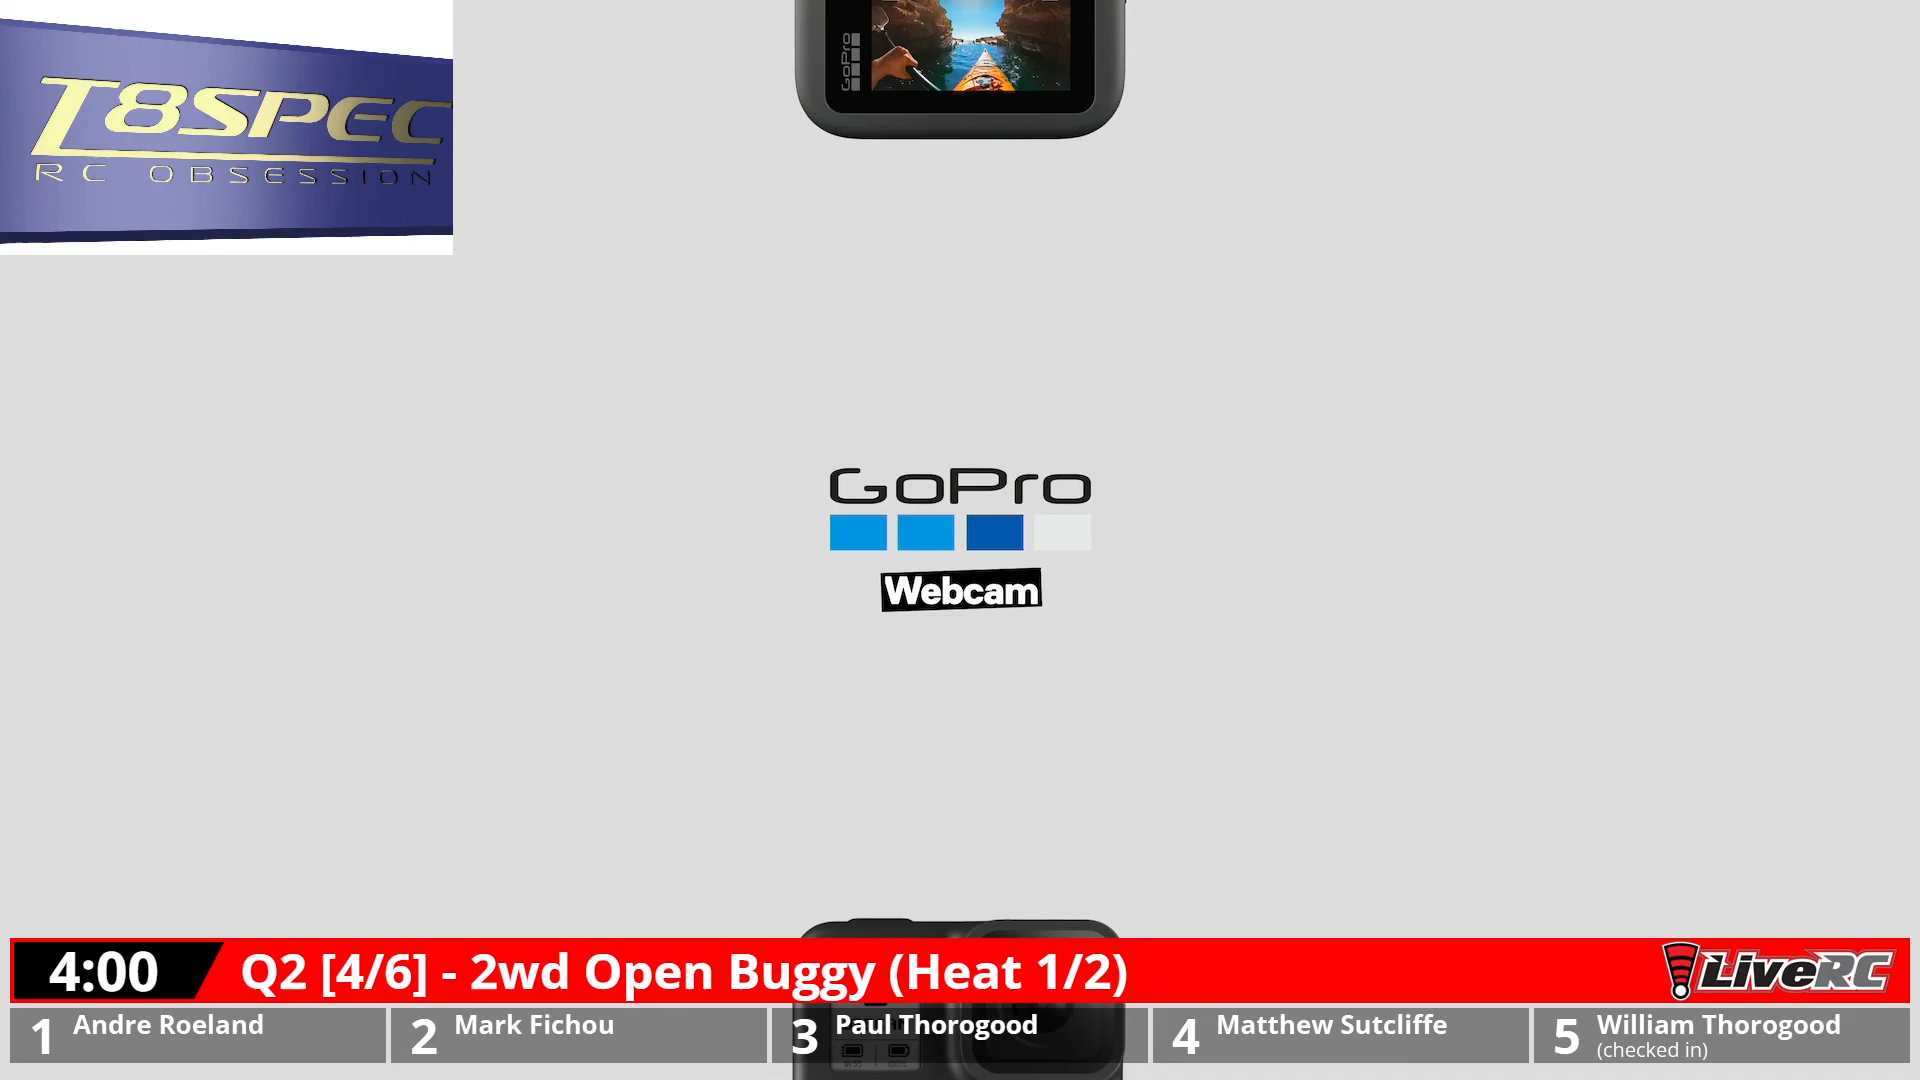 T8SPEC
RC OBSESSION
GoPro
GoPro
Webcam
4:00 Q2 [4/6] - 2wd Open Buggy (Heat 1/2) LiveRC
1 Andre Roeland
2 Mark Fichou
3 Paul Thorogood
4 Matthew Sutcliffe
5 William Thorogood
(checked in)